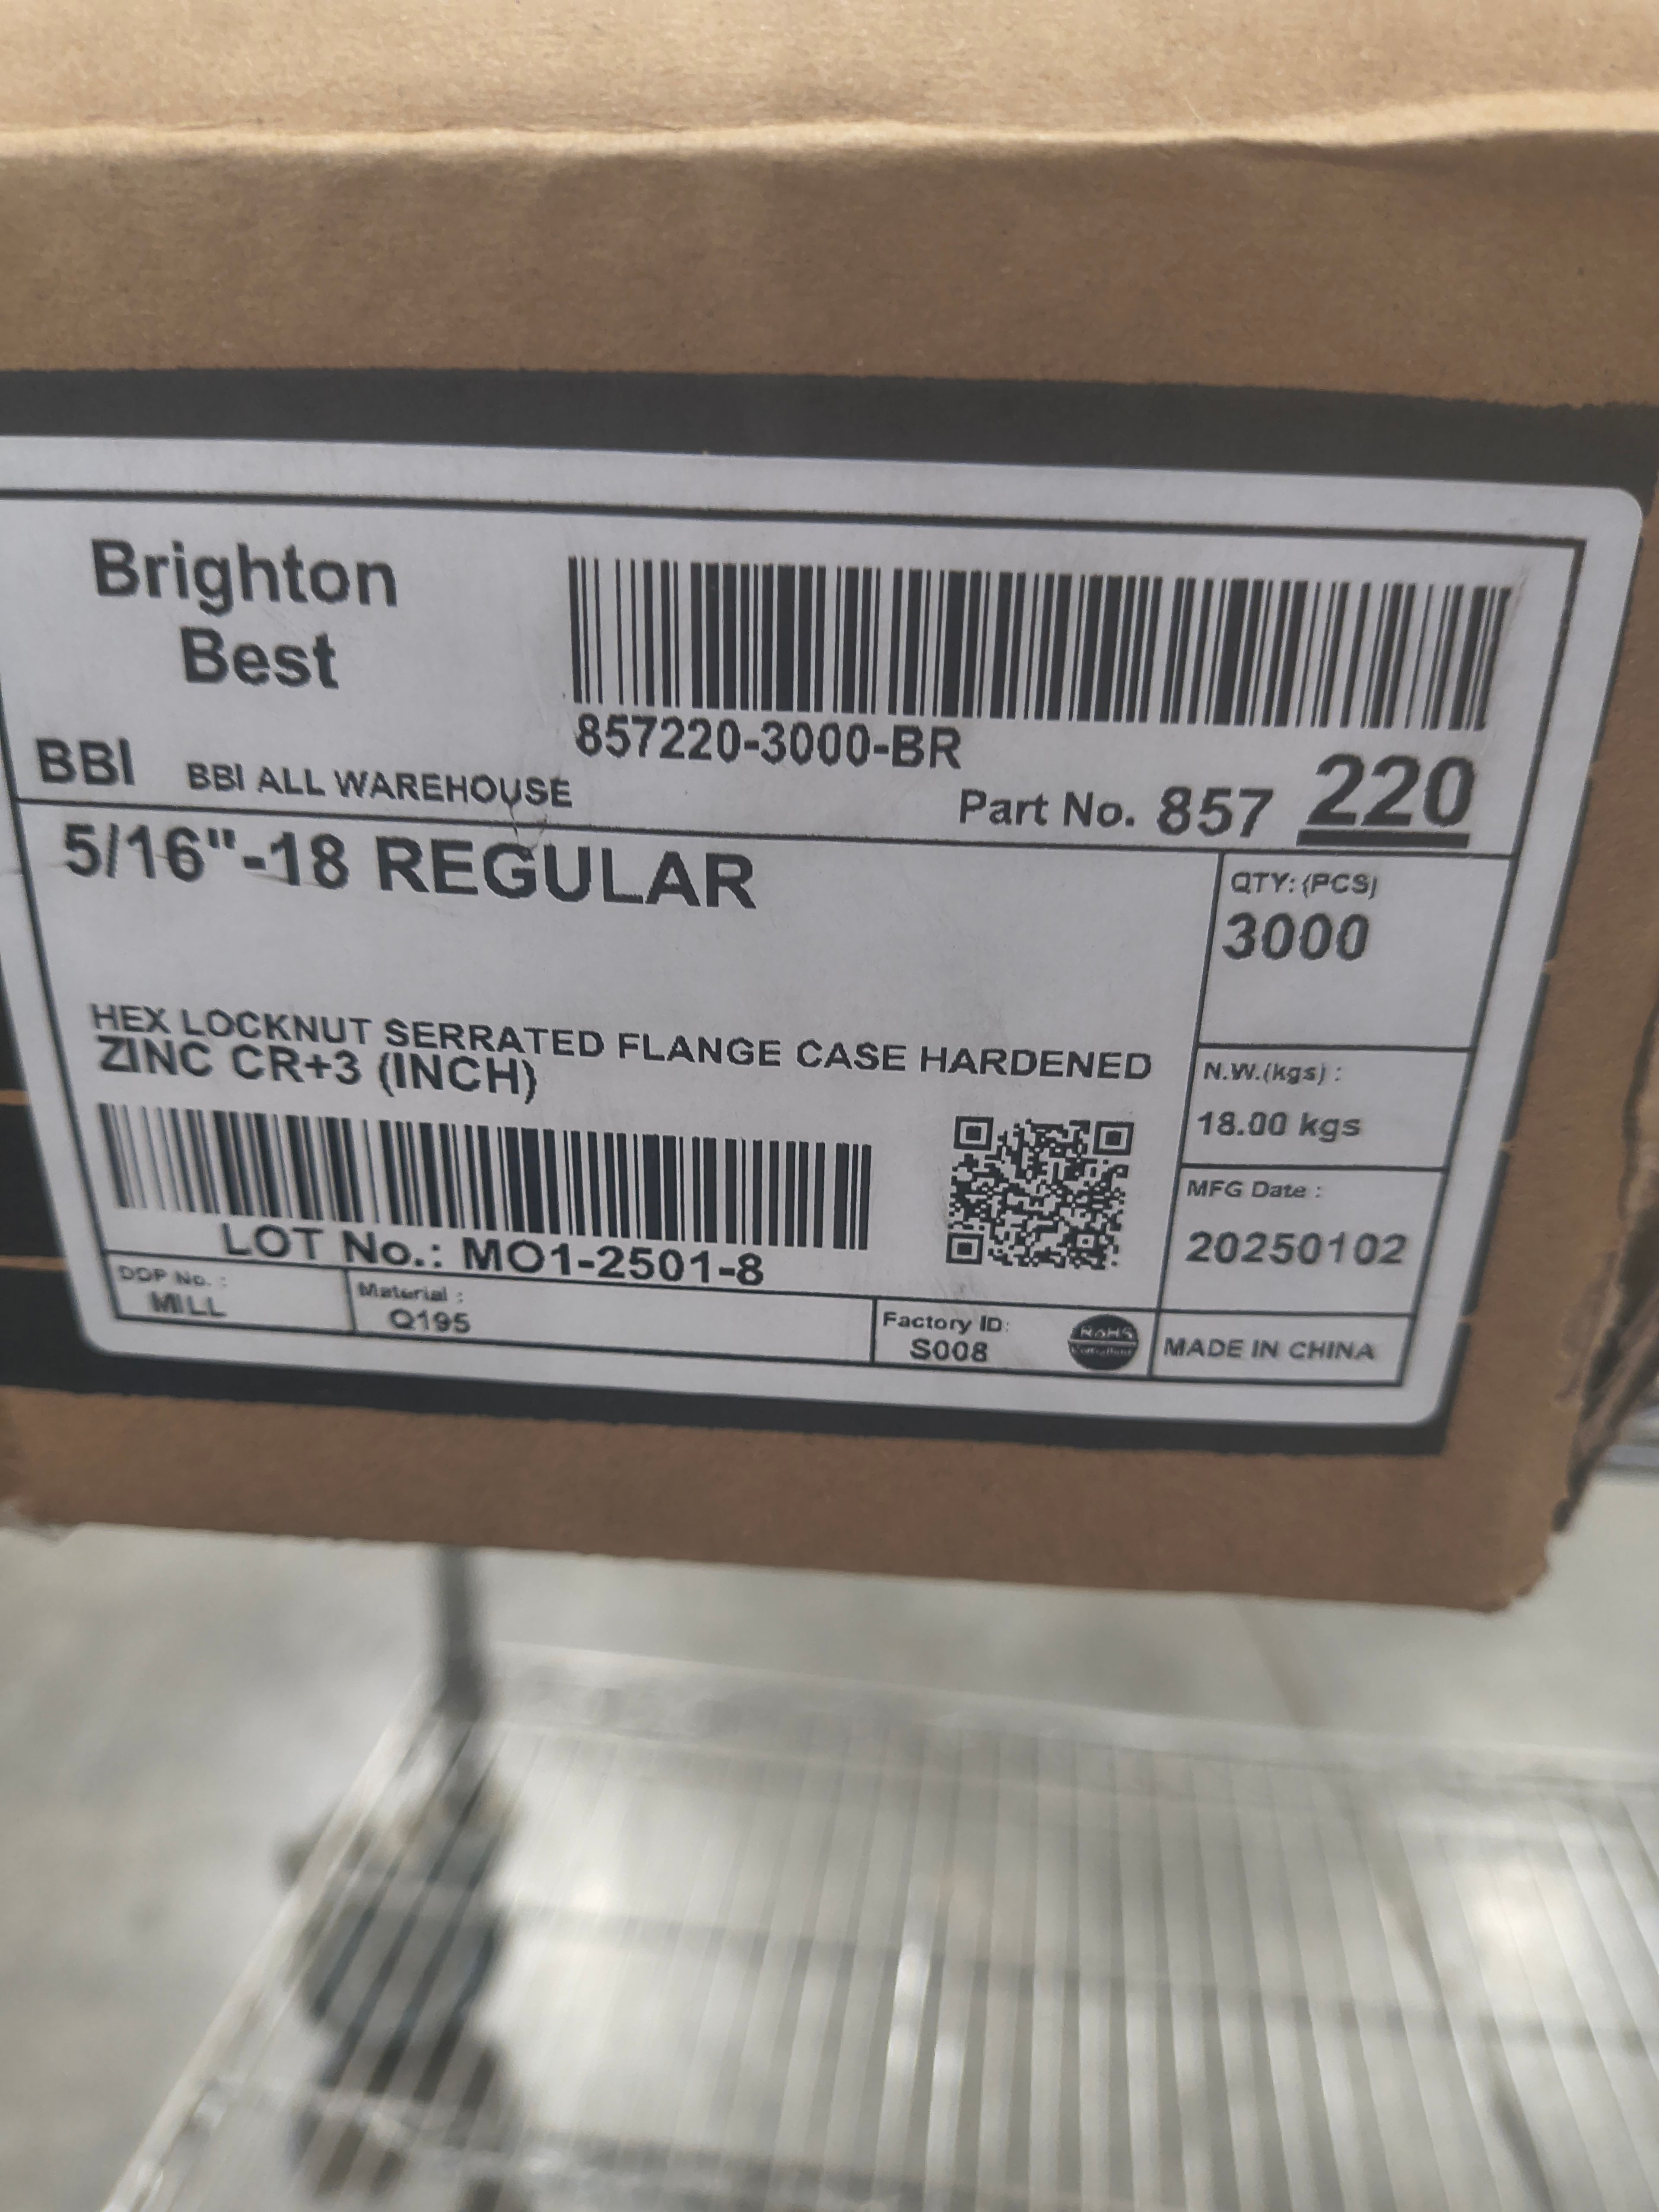 Brighton
Best
857220-3000-BR
BBI BBI ALL WAREHOUSE
Part No. 857 220
5/16"-18 REGULAR
QTY: (PCS)
3000
HEX LOCKNUT SERRATED FLANGE CASE HARDENED
ZINC CR+3 (INCH)
N.W.(kgs) :
18.00 kgs
MFG Date :
20250102
LOT No.: MO1-2501-8
DDP No. :
MILL
Material :
Q195
Factory ID:
S008
RoHS
Compliant
MADE IN CHINA